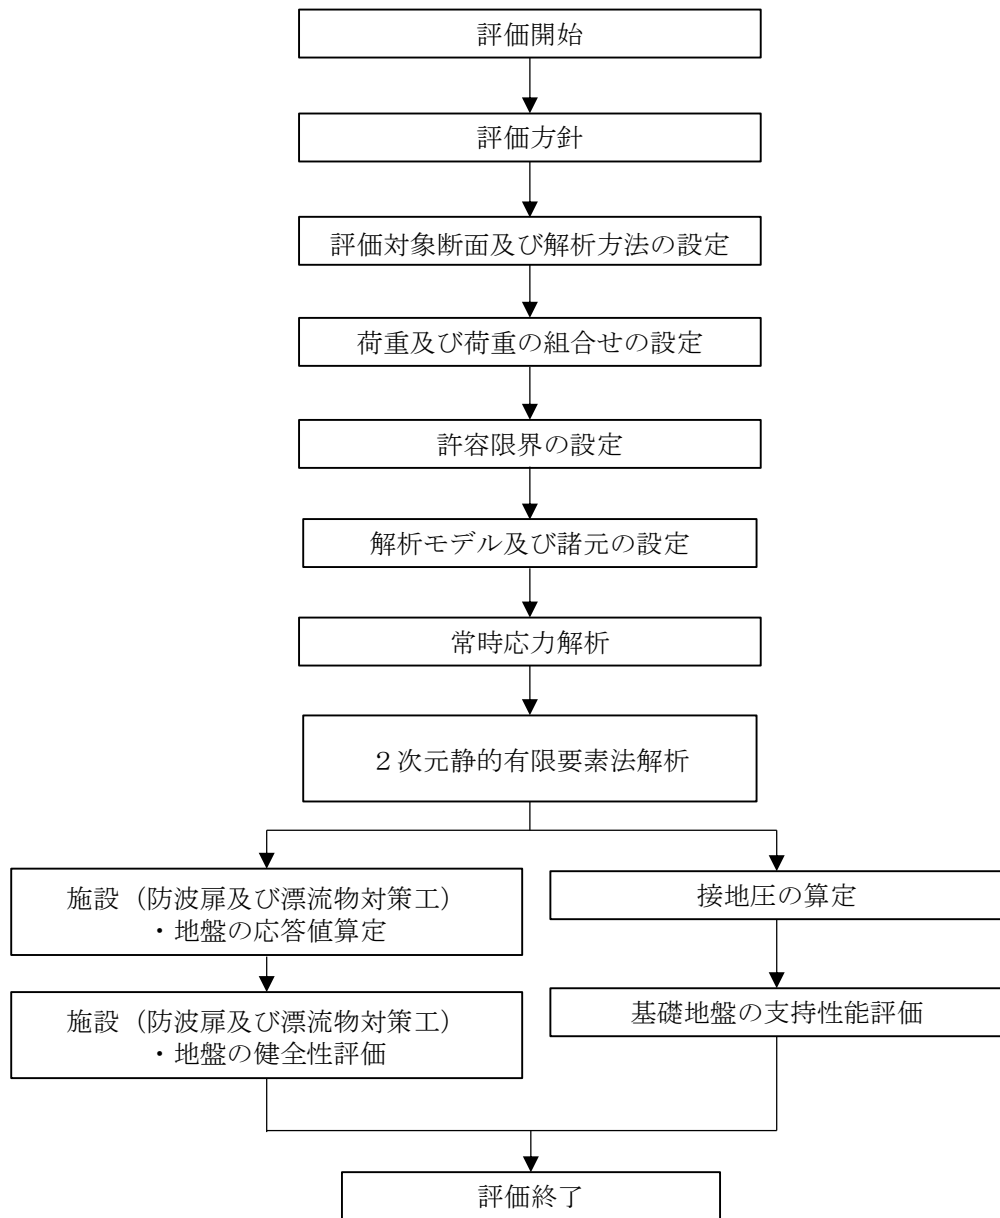 評価開始
評価方針
評価対象断面及び解析方法の設定
荷重及び荷重の組合せの設定
許容限界の設定
解析モデル及び諸元の設定
常時応力解析
２次元静的有限要素法解析
施設（防波扉及び漂流物対策工）
・地盤の応答値算定
接地圧の算定
施設（防波扉及び漂流物対策工）
・地盤の健全性評価
基礎地盤の支持性能評価
評価終了